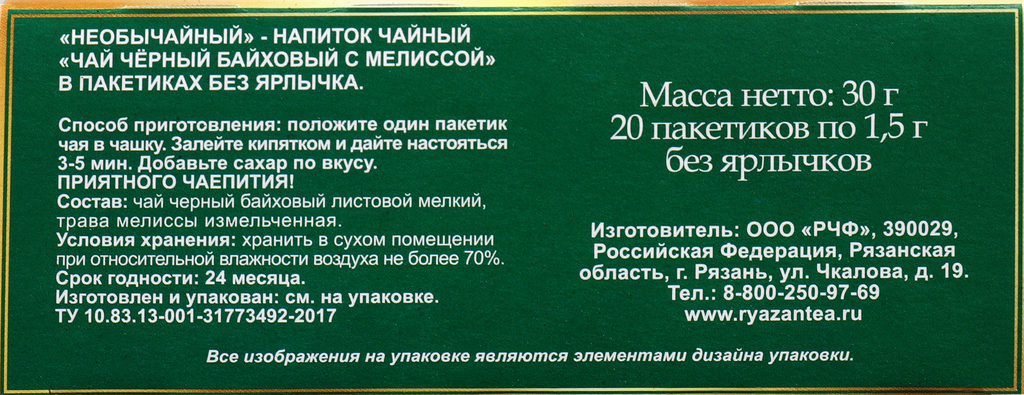 «НЕОБЫЧАЙНЫЙ» - НАПИТОК ЧАЙНЫЙ
«ЧАЙ ЧЁРНЫЙ БАЙХОВЫЙ С МЕЛИССОЙ»
В ПАКЕТИКАХ БЕЗ ЯРЛЫЧКА.
Способ приготовления: положите один пакетик
чая в чашку. Залейте кипятком и дайте настояться
3-5 мин. Добавьте сахар по вкусу.
ПРИЯТНОГО ЧАЕПИТИЯ!
Состав: чай черный байховый листовой мелкий,
трава мелиссы измельченная.
Условия хранения: хранить в сухом помещении
при относительной влажности воздуха не более 70%.
Срок годности: 24 месяца.
Изготовлен и упакован: см. на упаковке.
ТУ 10.83.13-001-31773492-2017
Масса нетто: 30 г
20 пакетиков по 1,5 г
без ярлычков
Изготовитель: ООО «РЧФ», 390029,
Российская Федерация, Рязанская
область, г. Рязань, ул. Чкалова, д. 19.
Тел.: 8-800-250-97-69
www.ryazantea.ru
Все изображения на упаковке являются элементами дизайна упаковки.